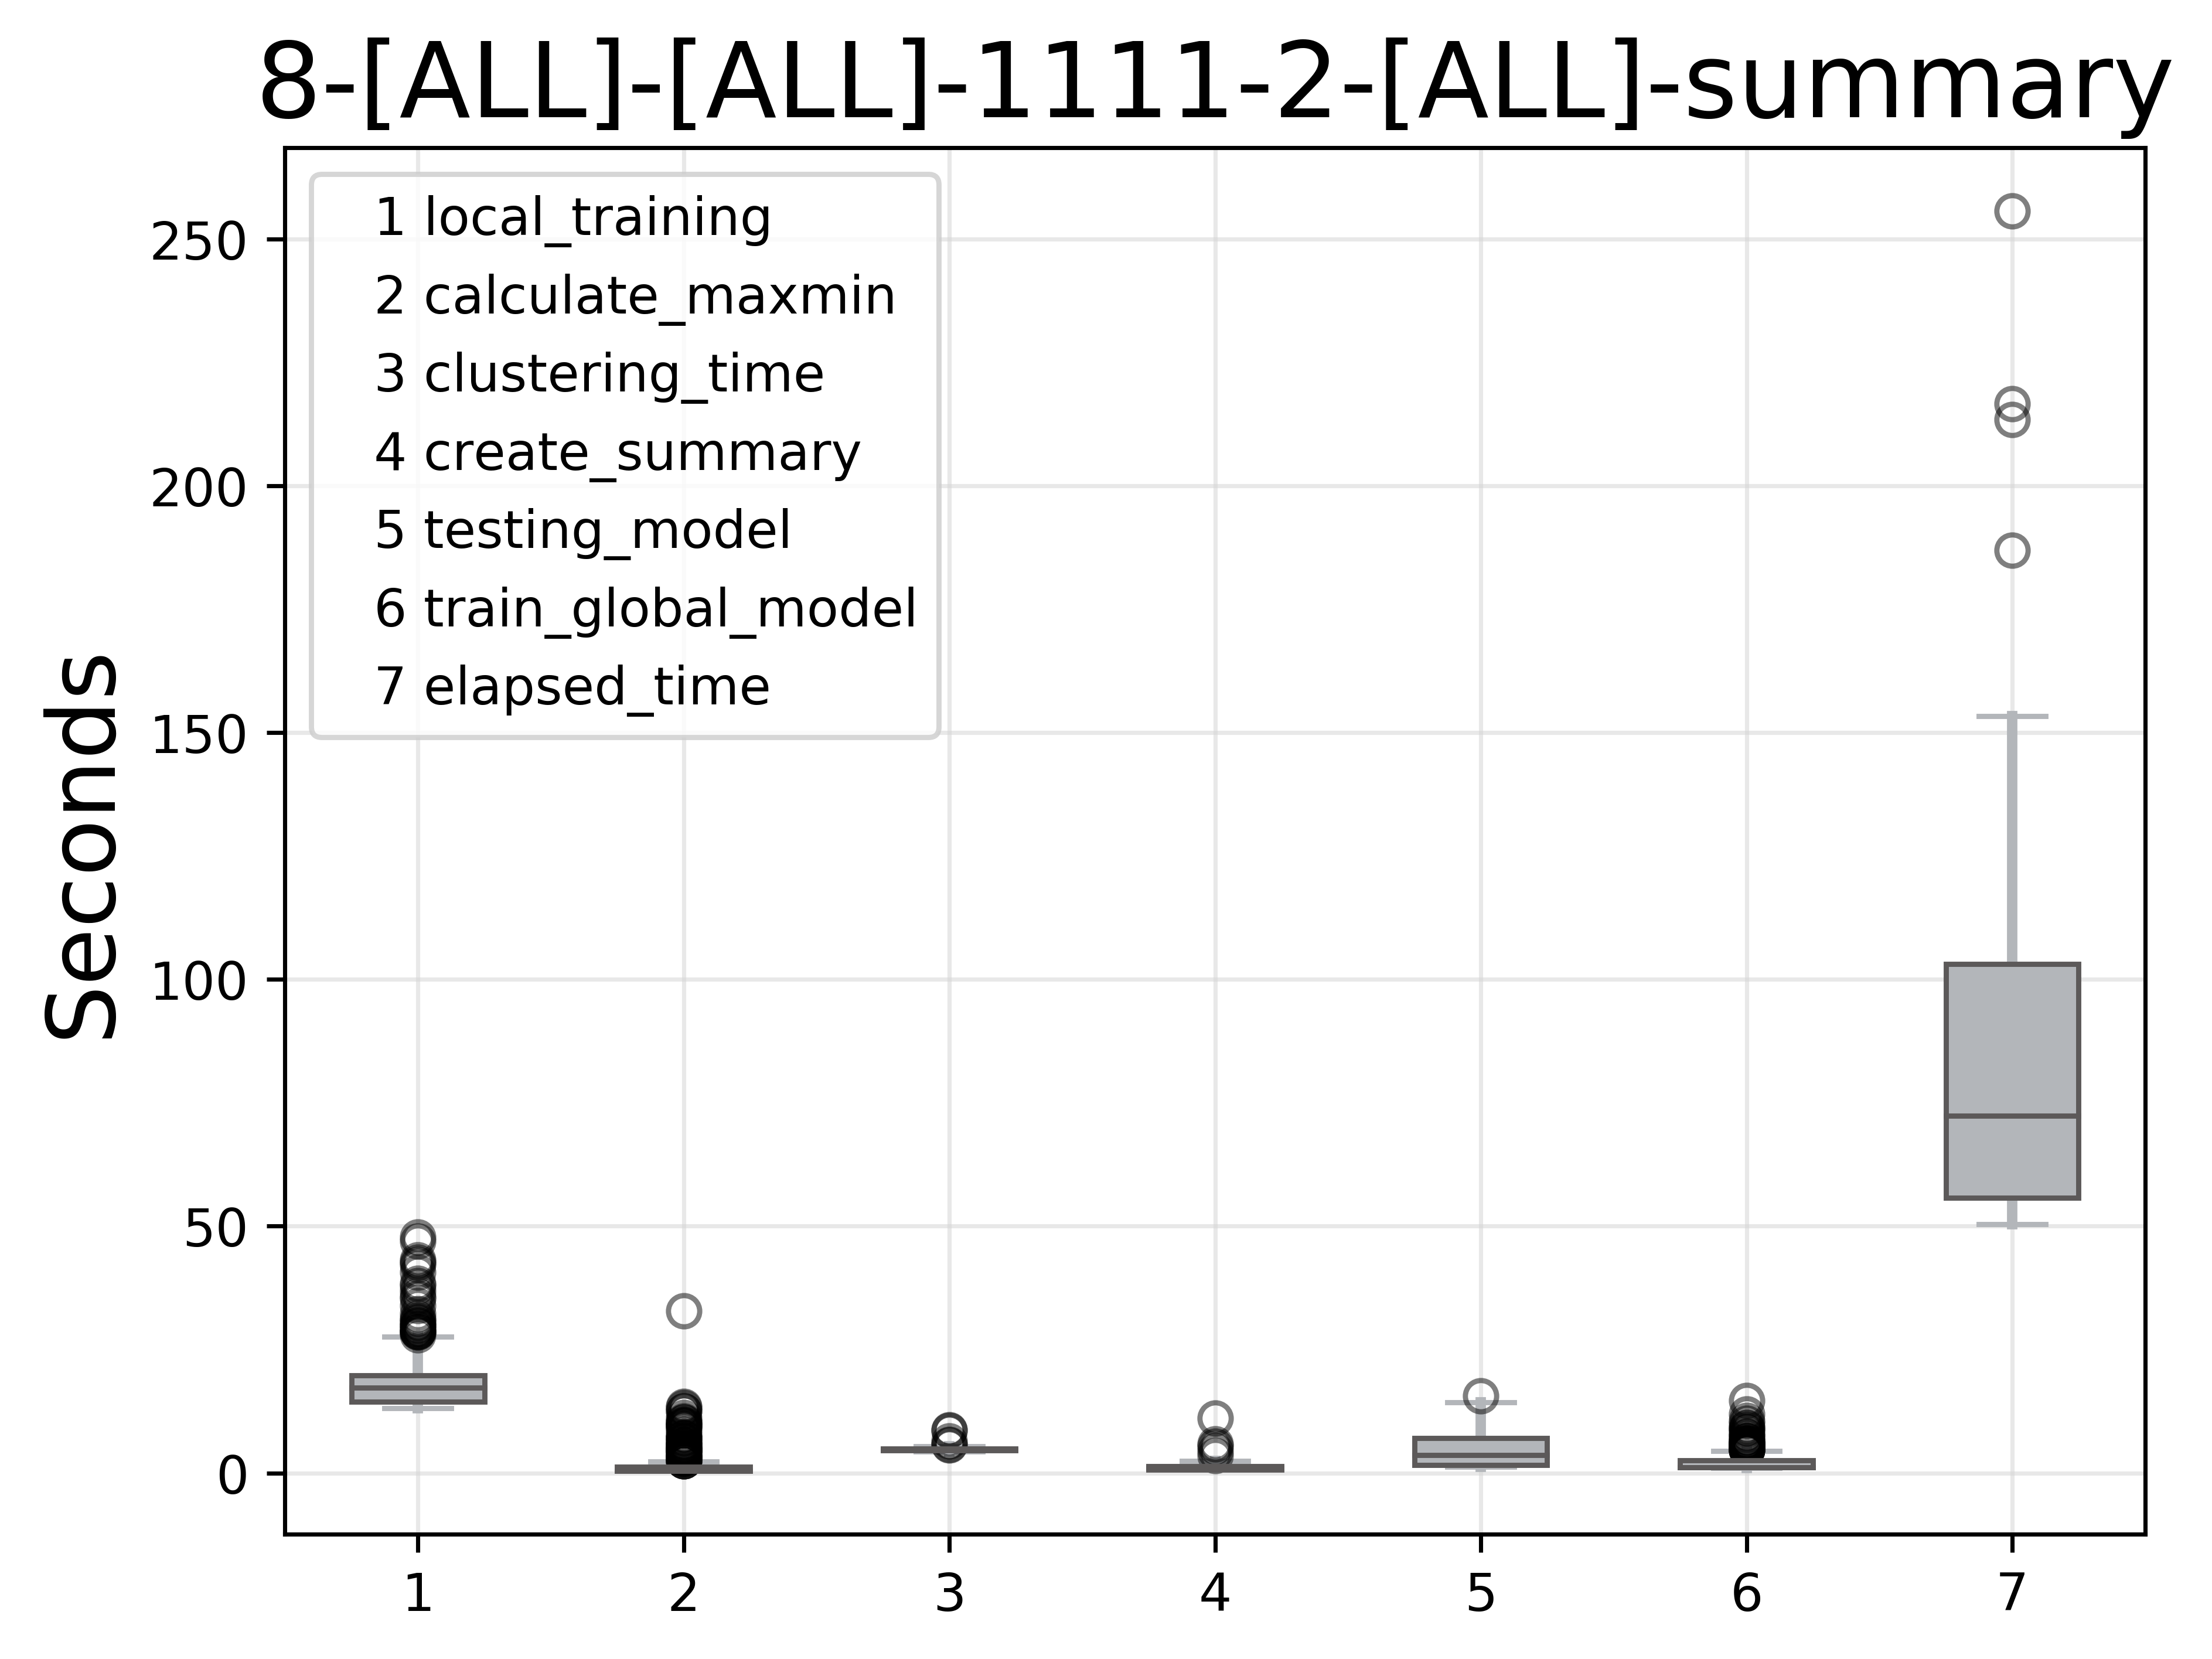 8-[ALL]-[ALL]-1111-2-[ALL]-summary
1 local_training
2 calculate_maxmin
3 clustering_time
4 create_summary
5 testing_model
6 train_global_model
7 elapsed_time
Seconds
250
200
150
100
50
0
1 2 3 4 5 6 7